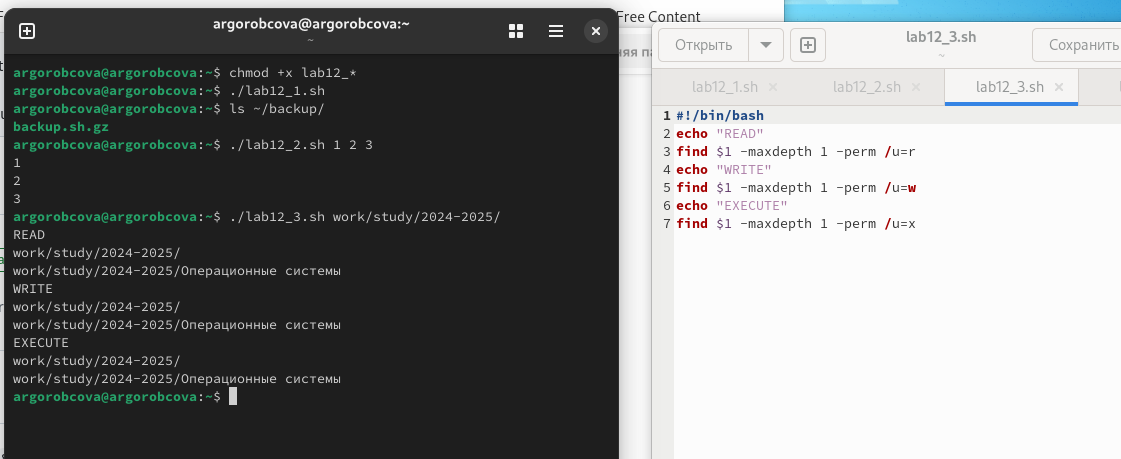 Free Content
argorobcova@argorobcova:~
~
argorobcova@argorobcova:~$ chmod +x lab12_*
argorobcova@argorobcova:~$ ./lab12_1.sh
argorobcova@argorobcova:~$ ls ~/backup/
backup.sh.gz
argorobcova@argorobcova:~$ ./lab12_2.sh 1 2 3
1
2
3
argorobcova@argorobcova:~$ ./lab12_3.sh work/study/2024-2025/
READ
work/study/2024-2025/
work/study/2024-2025/Операционные системы
WRITE
work/study/2024-2025/
work/study/2024-2025/Операционные системы
EXECUTE
work/study/2024-2025/
work/study/2024-2025/Операционные системы
argorobcova@argorobcova:~$
Открыть
lab12_3.sh
~
Сохранить
lab12_1.sh
lab12_2.sh
lab12_3.sh
1 #!/bin/bash
2 echo "READ"
3 find $1 -maxdepth 1 -perm /u=r
4 echo "WRITE"
5 find $1 -maxdepth 1 -perm /u=w
6 echo "EXECUTE"
7 find $1 -maxdepth 1 -perm /u=x